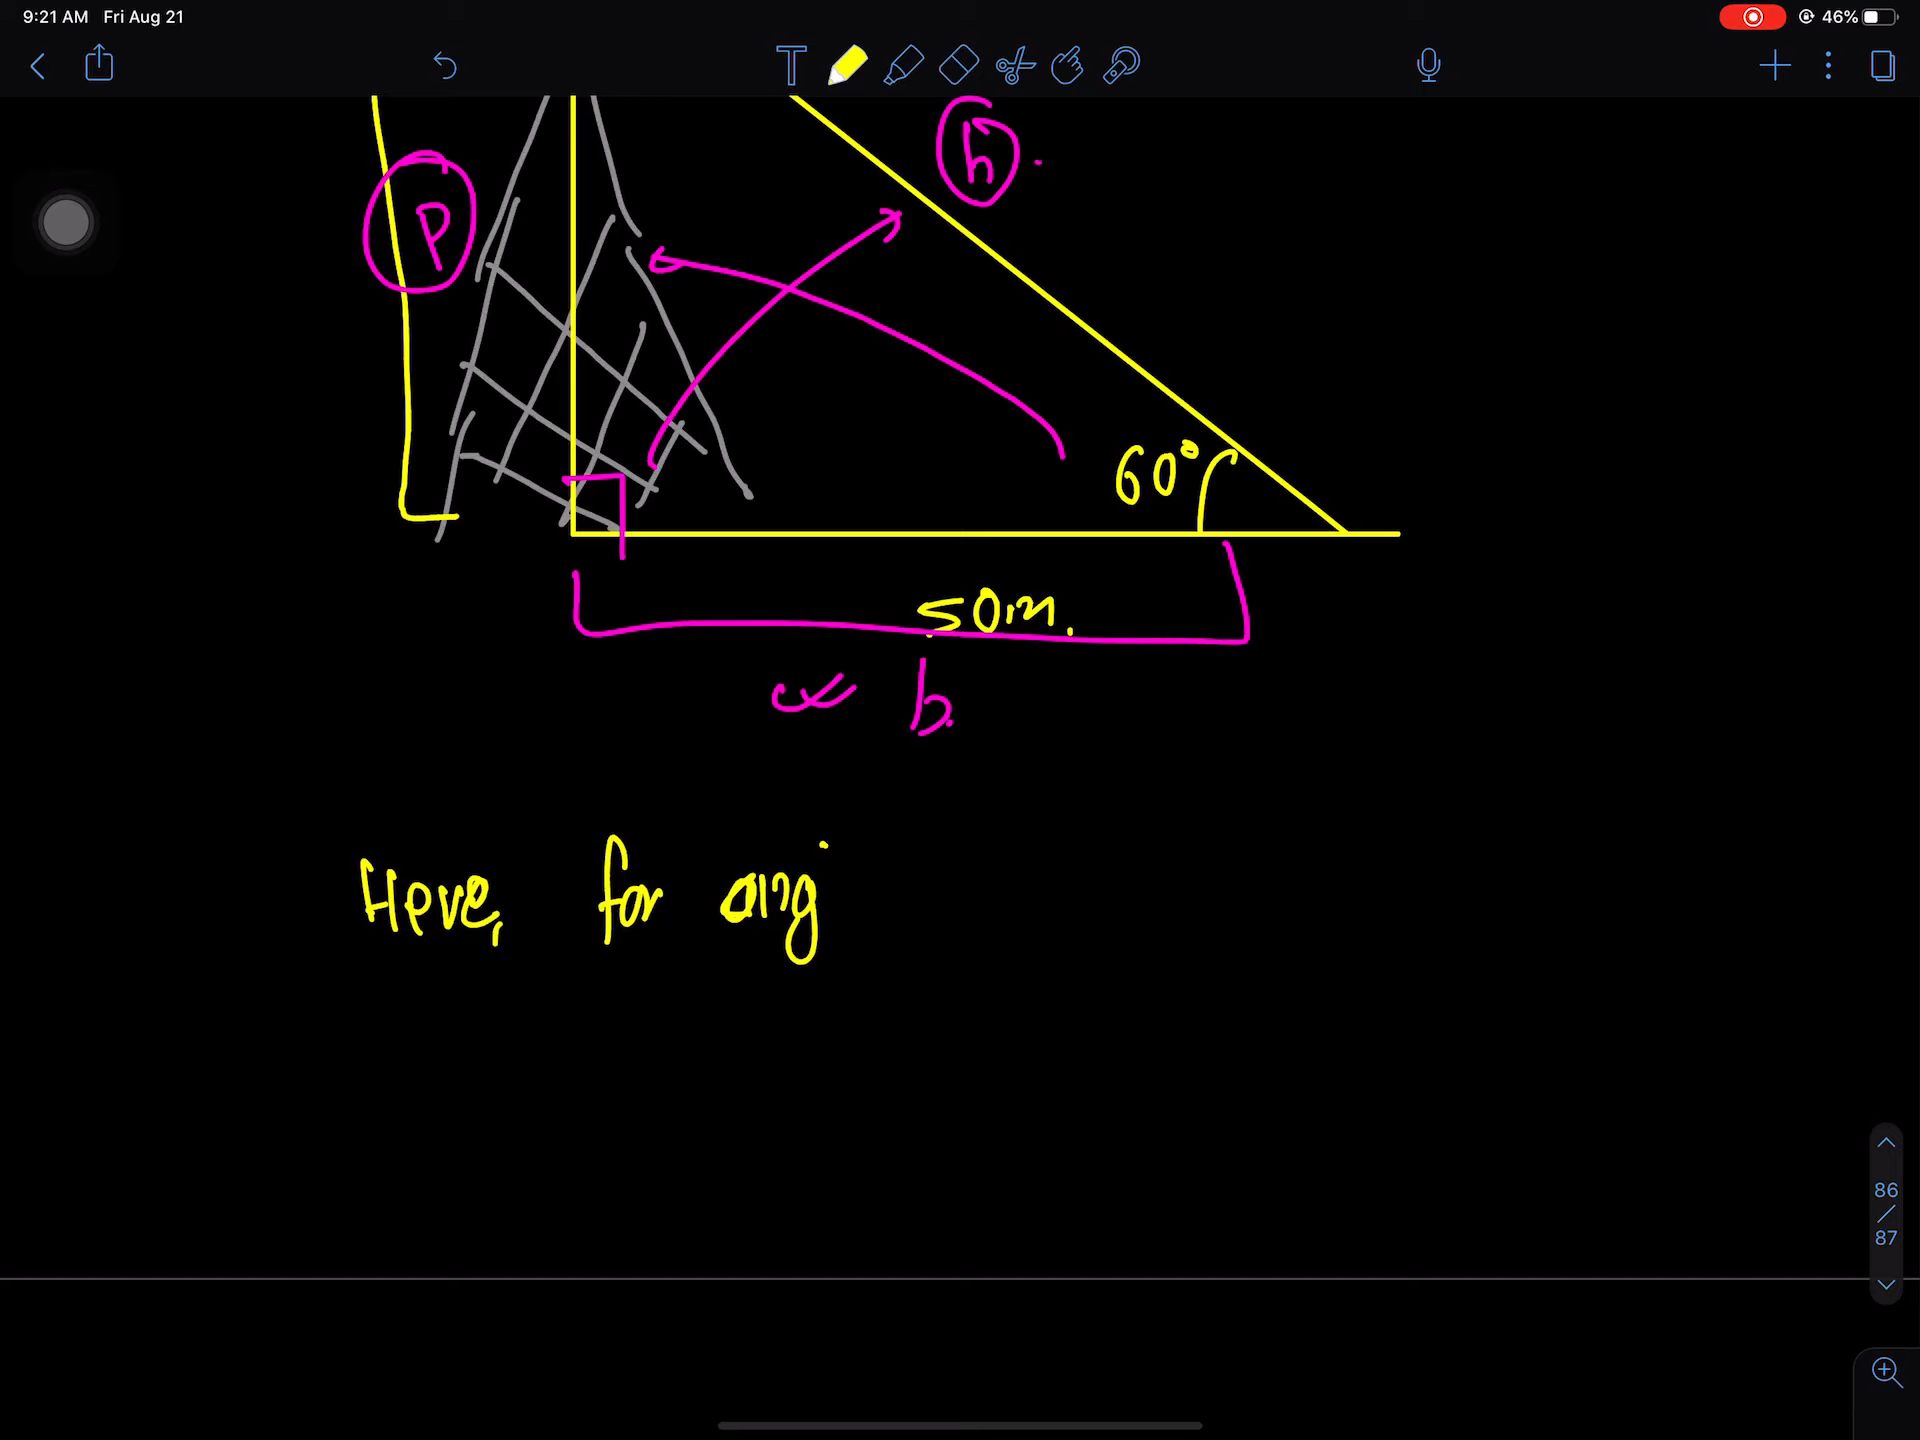 9:21 AM Fri Aug 21
46%
T
h
P
60°
50m.
b.
Here, for ang
86
/
87